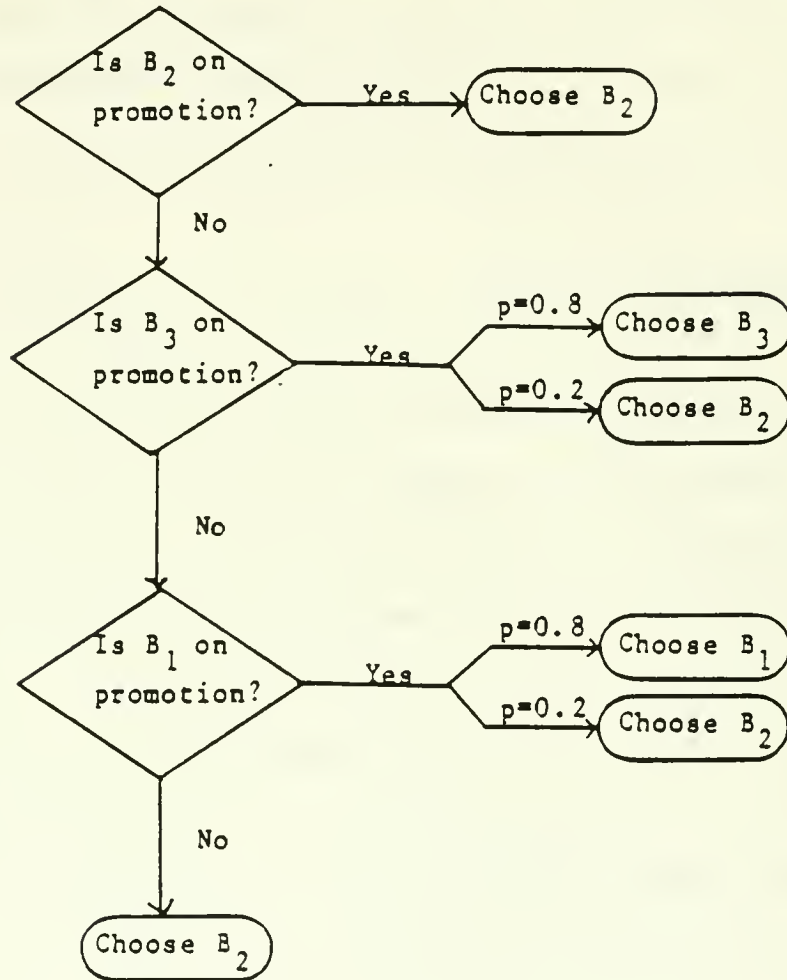 Is B₂ on
promotion?
Yes
Choose B₂
No
Is B₃ on
promotion?
Yes
p=0.8
Choose B₃
p=0.2
Choose B₂
No
Is B₁ on
promotion?
Yes
p=0.8
Choose B₁
p=0.2
Choose B₂
No
Choose B₂